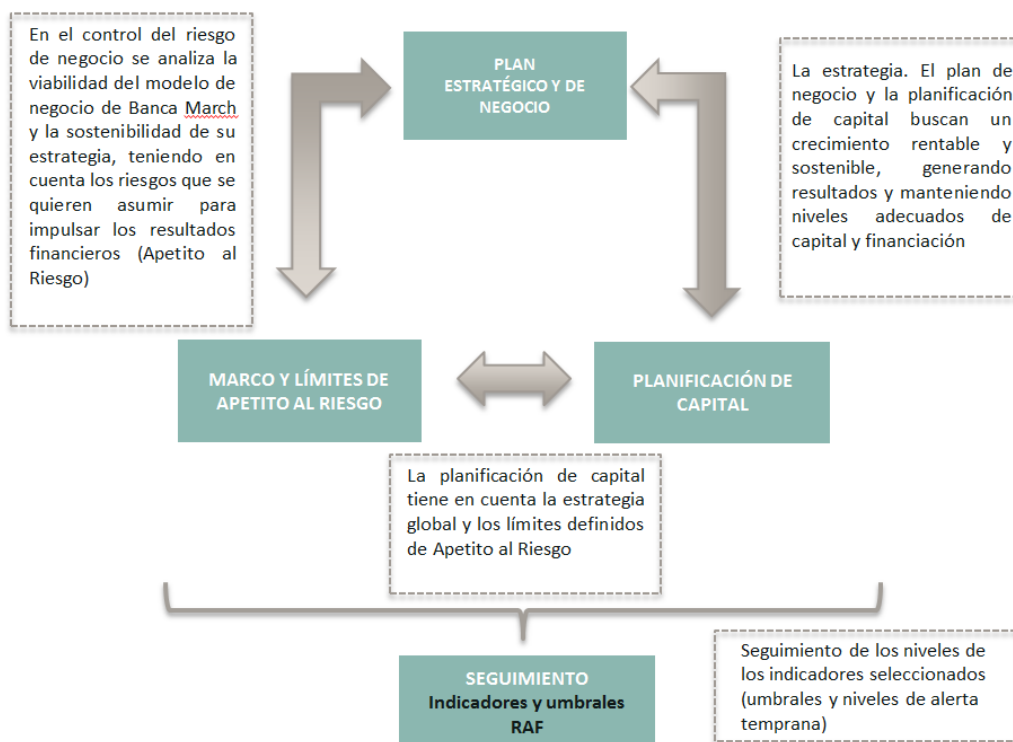 En el control del riesgo
de negocio se analiza la
viabilidad del modelo de
negocio de Banca March
y la sostenibilidad de su
estrategia, teniendo en
cuenta los riesgos que se
quieren asumir para
impulsar los resultados
financieros (Apetito al
Riesgo)
PLAN
ESTRATÉGICO Y DE
NEGOCIO
La estrategia. El plan de
negocio y la planificación
de capital buscan un
crecimiento rentable y
sostenible, generando
resultados y manteniendo
niveles adecuados de
capital y financiación
MARCO Y LÍMITES DE
APETITO AL RIESGO
PLANIFICACIÓN DE
CAPITAL
La planificación de capital
tiene en cuenta la estrategia
global y los límites definidos
de Apetito al Riesgo
SEGUIMIENTO
Indicadores y umbrales
RAF
Seguimiento de los niveles de
los indicadores seleccionados
(umbrales y niveles de alerta
temprana)